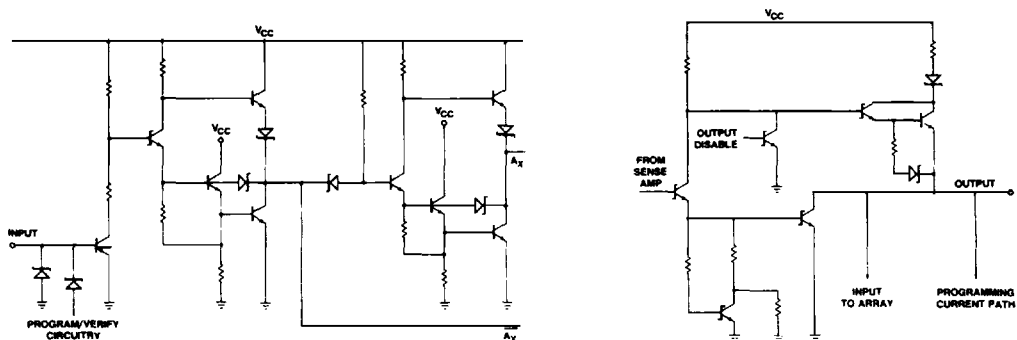 VCC
VCC
VCC
AX
INPUT
PROGRAM/VERIFY
CIRCUITRY
AX
VCC
OUTPUT
DISABLE
FROM
SENSE
AMP
OUTPUT
INPUT
TO ARRAY
PROGRAMMING
CURRENT PATH